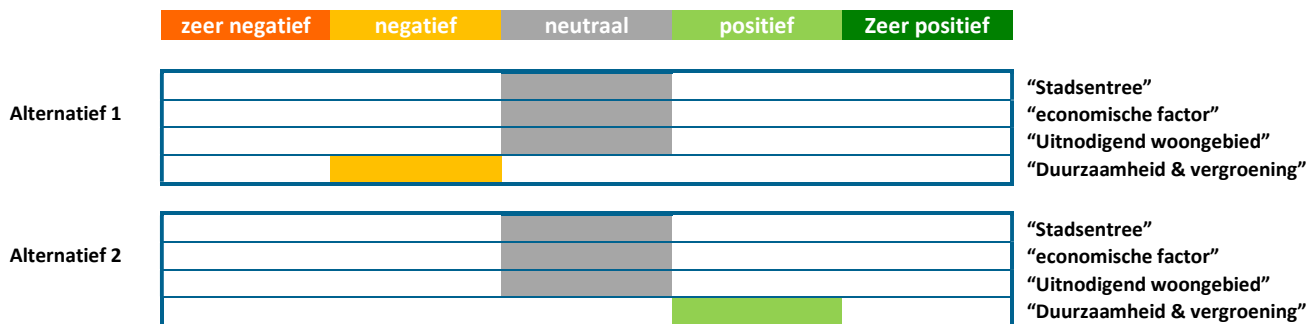 zeer negatief negatief neutraal positief Zeer positief
“Stadsentree”
Alternatief 1 “economische factor”
“Uitnodigend woongebied”
“Duurzaamheid & vergroening”
“Stadsentree”
Alternatief 2 “economische factor”
“Uitnodigend woongebied”
“Duurzaamheid & vergroening”